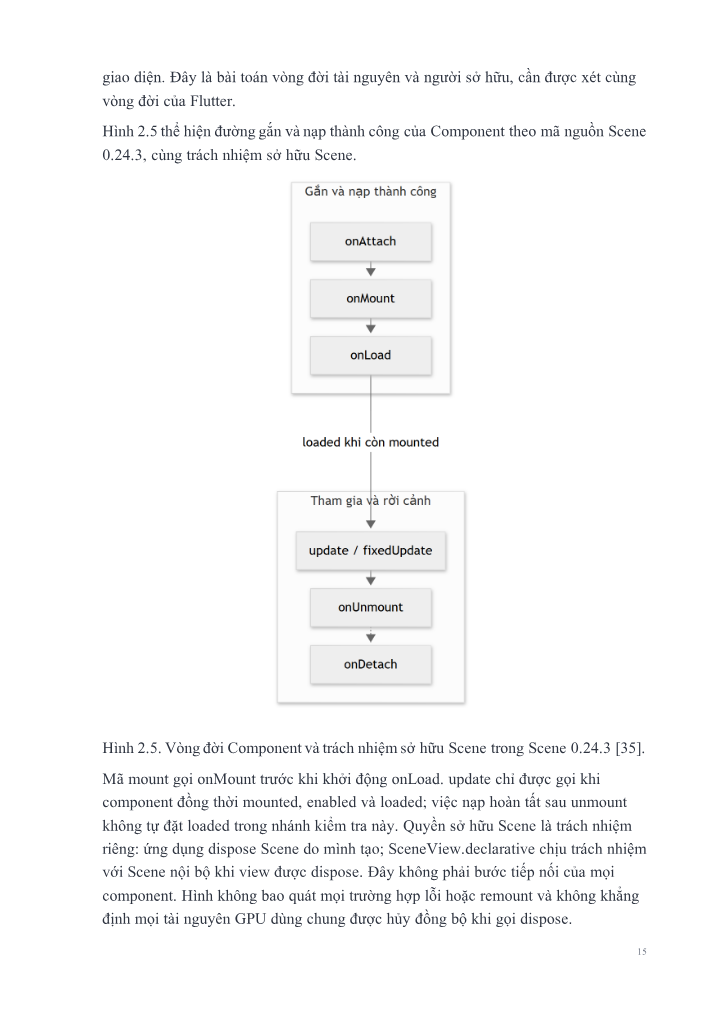 giao diện. Đây là bài toán vòng đời tài nguyên và người sở hữu, cần được xét cùng
vòng đời của Flutter.
Hình 2.5 thể hiện đường gắn và nạp thành công của Component theo mã nguồn Scene
0.24.3, cùng trách nhiệm sở hữu Scene.
Gắn và nạp thành công
onAttach
onMount
onLoad
loaded khi còn mounted
Tham gia và rời cảnh
update / fixedUpdate
onUnmount
onDetach
Hình 2.5. Vòng đời Component và trách nhiệm sở hữu Scene trong Scene 0.24.3 [35].
Mã mount gọi onMount trước khi khởi động onLoad. update chỉ được gọi khi
component đồng thời mounted, enabled và loaded; việc nạp hoàn tất sau unmount
không tự đặt loaded trong nhánh kiểm tra này. Quyền sở hữu Scene là trách nhiệm
riêng: ứng dụng dispose Scene do mình tạo; SceneView.declarative chịu trách nhiệm
với Scene nội bộ khi view được dispose. Đây không phải bước tiếp nối của mọi
component. Hình không bao quát mọi trường hợp lỗi hoặc remount và không khẳng
định mọi tài nguyên GPU dùng chung được hủy đồng bộ khi gọi dispose.
15